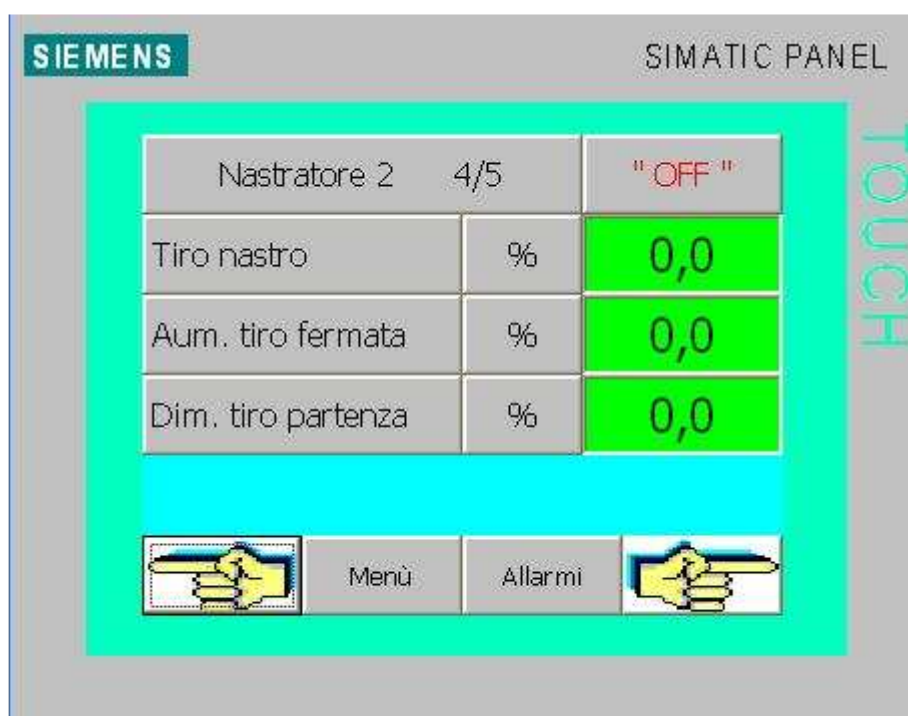 SIEMENS
SIMATIC PANEL
TOUCH
Nastratore 2 4/5 " OFF "
Tiro nastro % 0,0
Aum. tiro fermata % 0,0
Dim. tiro partenza % 0,0
Menù Allarmi